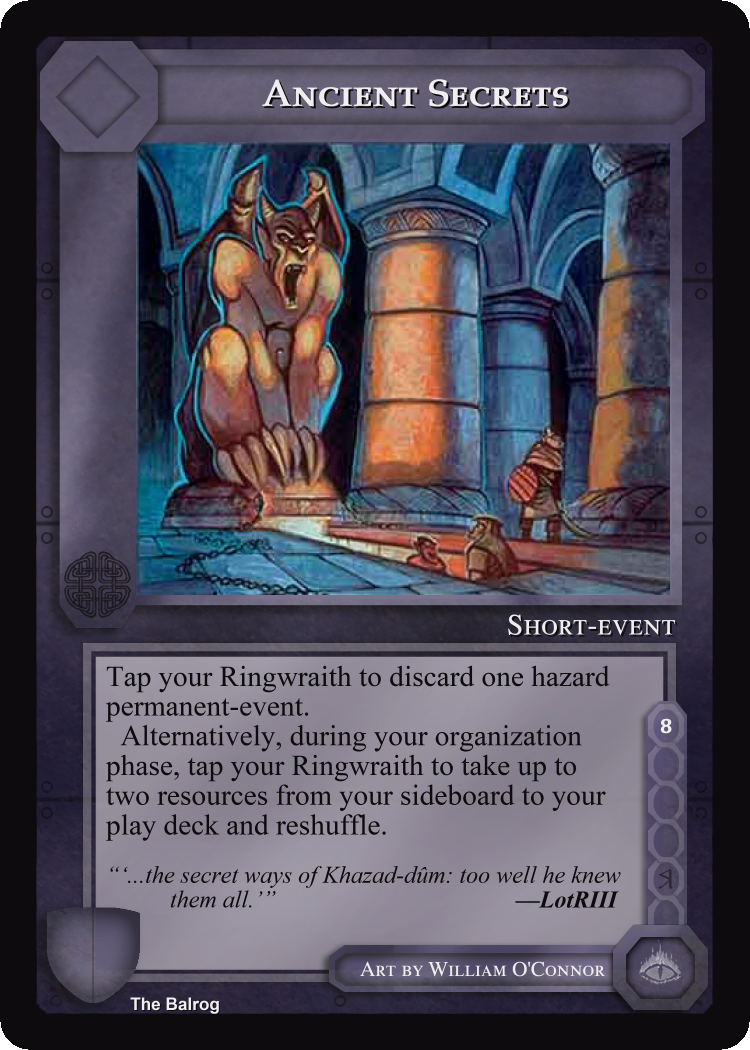 Ancient Secrets
Short-event
Tap your Ringwraith to discard one hazard
permanent-event.
Alternatively, during your organization
phase, tap your Ringwraith to take up to
two resources from your sideboard to your
play deck and reshuffle.
8
“‘...the secret ways of Khazad-dûm: too well he knew
them all.’” —LotRIII
Art by William O'Connor
The Balrog